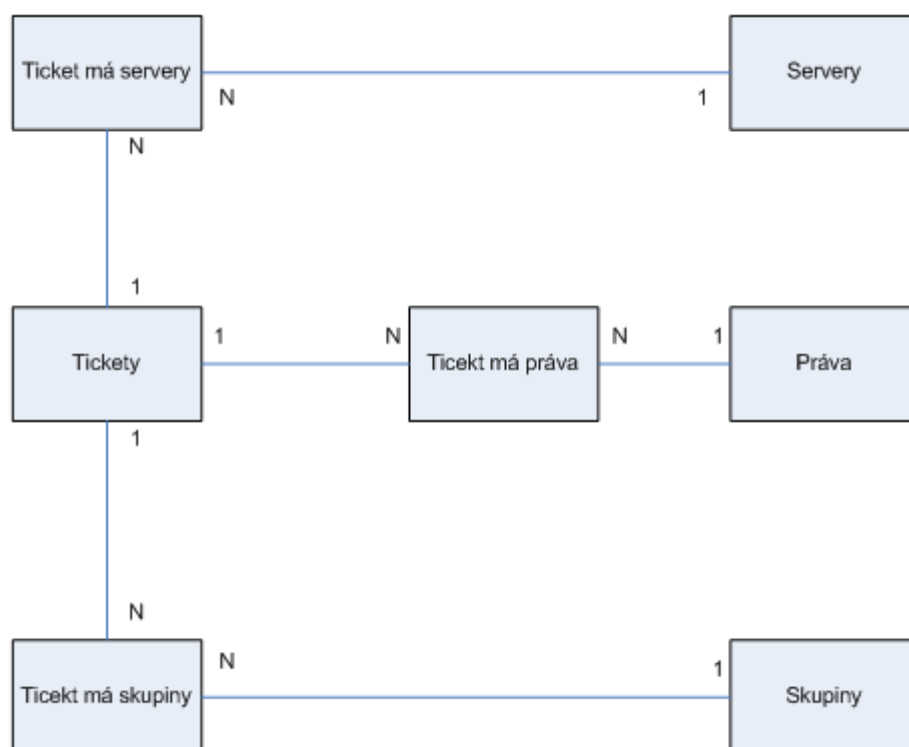 Ticket má servery
Servery
N
1
N
1
Tickety
1
N
Ticekt má práva
N
1
Práva
1
N
Ticekt má skupiny
N
1
Skupiny